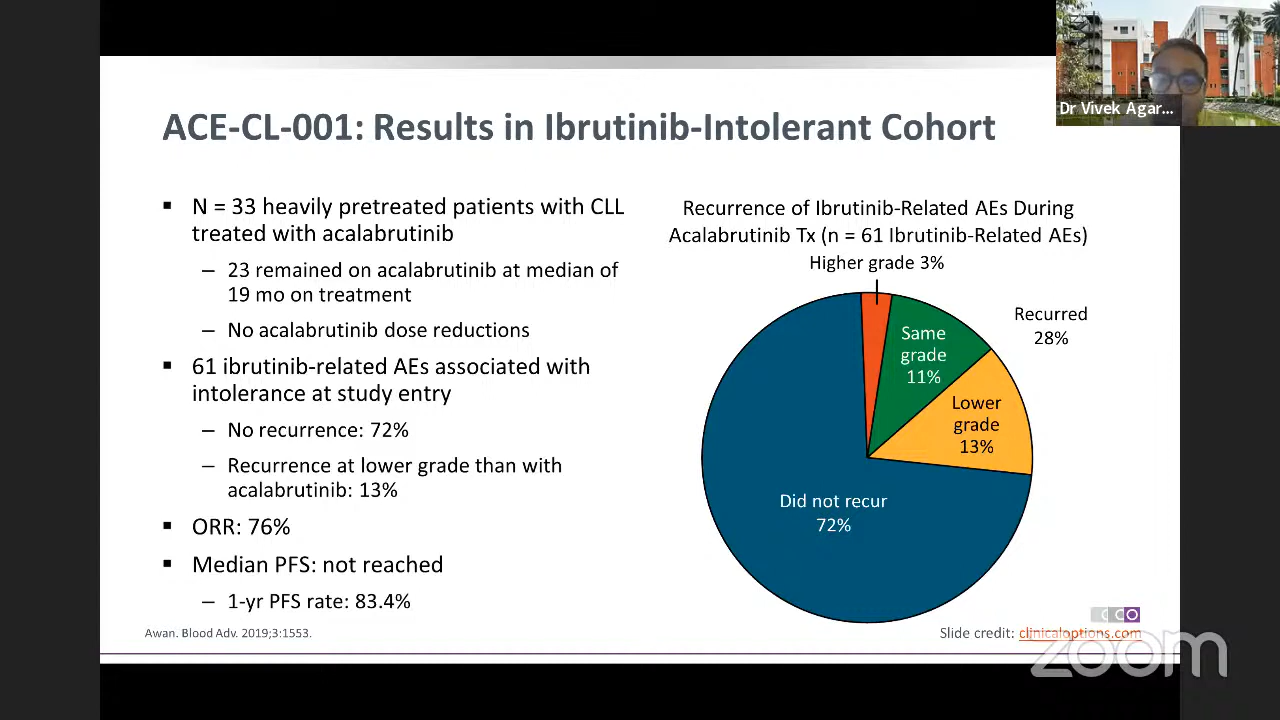 Dr Vivek Agar...
ACE-CL-001: Results in Ibrutinib-Intolerant Cohort
▪ N = 33 heavily pretreated patients with CLL
treated with acalabrutinib
– 23 remained on acalabrutinib at median of
19 mo on treatment
– No acalabrutinib dose reductions
▪ 61 ibrutinib-related AEs associated with
intolerance at study entry
– No recurrence: 72%
– Recurrence at lower grade than with
acalabrutinib: 13%
▪ ORR: 76%
▪ Median PFS: not reached
– 1-yr PFS rate: 83.4%
Recurrence of Ibrutinib-Related AEs During
Acalabrutinib Tx (n = 61 Ibrutinib-Related AEs)
Higher grade 3%
Recurred
28%
Same
grade
11%
Lower
grade
13%
Did not recur
72%
CCO
Awan. Blood Adv. 2019;3:1553.
Slide credit: clinicaloptions.com
zoom